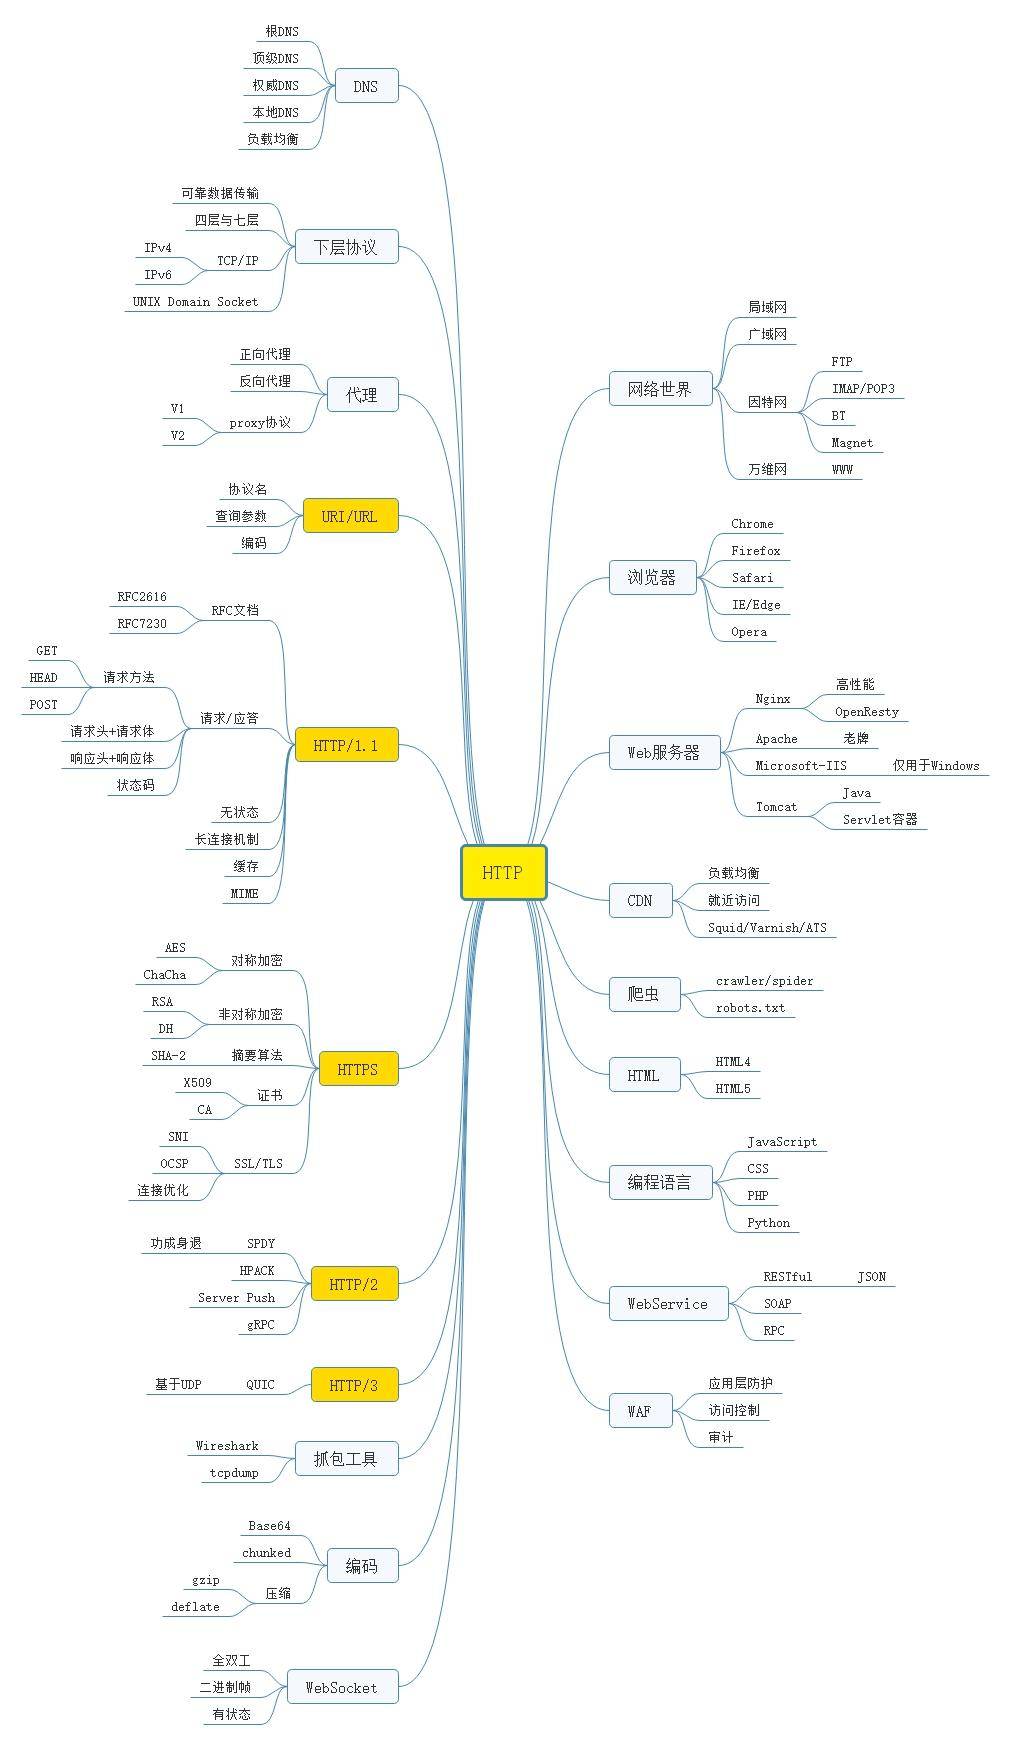 根DNS
顶级DNS
权威DNS
本地DNS
负载均衡
DNS
可靠数据传输
四层与七层
IPv4
IPv6
TCP/IP
UNIX Domain Socket
下层协议
正向代理
反向代理
V1
V2
proxy协议
代理
协议名
查询参数
编码
URI/URL
RFC2616
RFC7230
RFC文档
GET
HEAD
POST
请求方法
请求头+请求体
响应头+响应体
状态码
请求/应答
无状态
长连接机制
缓存
MIME
HTTP/1.1
AES
ChaCha
对称加密
RSA
DH
非对称加密
SHA-2
摘要算法
X509
CA
证书
SNI
OCSP
连接优化
SSL/TLS
HTTPS
功成身退
SPDY
HPACK
Server Push
gRPC
HTTP/2
基于UDP
QUIC
HTTP/3
Wireshark
tcpdump
抓包工具
Base64
chunked
gzip
deflate
压缩
编码
全双工
二进制帧
有状态
WebSocket
HTTP
网络世界
局域网
广域网
因特网
FTP
IMAP/POP3
BT
Magnet
万维网
WWW
浏览器
Chrome
Firefox
Safari
IE/Edge
Opera
Web服务器
Nginx
高性能
OpenResty
Apache
老牌
Microsoft-IIS
仅用于Windows
Tomcat
Java
Servlet容器
CDN
负载均衡
就近访问
Squid/Varnish/ATS
爬虫
crawler/spider
robots.txt
HTML
HTML4
HTML5
编程语言
JavaScript
CSS
PHP
Python
WebService
RESTful
JSON
SOAP
RPC
WAF
应用层防护
访问控制
审计